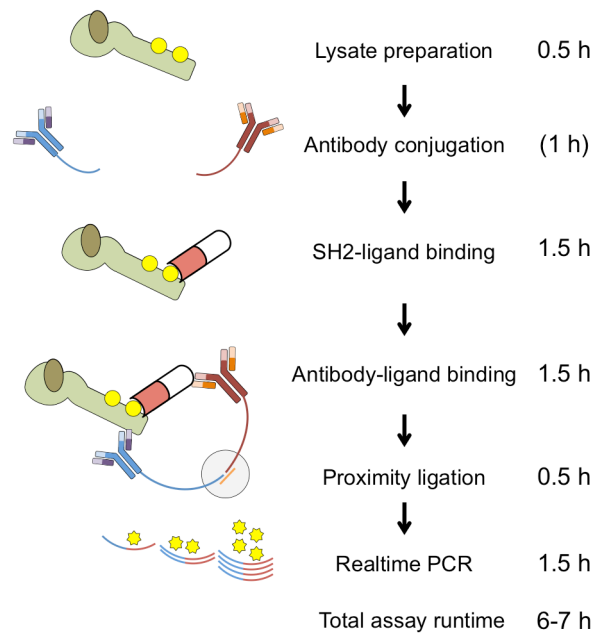 Lysate preparation 0.5 h
Antibody conjugation (1 h)
SH2-ligand binding 1.5 h
Antibody-ligand binding 1.5 h
Proximity ligation 0.5 h
Realtime PCR 1.5 h
Total assay runtime 6-7 h